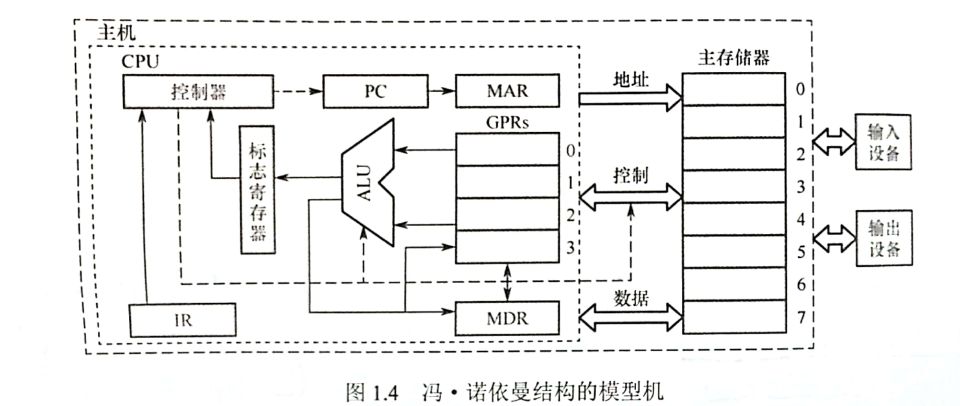 主机
CPU
控制器
PC
MAR
标志寄存器
ALU
GPRs
0
1
2
3
IR
MDR
地址
控制
数据
主存储器
0
1
2
3
4
5
6
7
输入
设备
输出
设备
图 1.4 冯·诺依曼结构的模型机